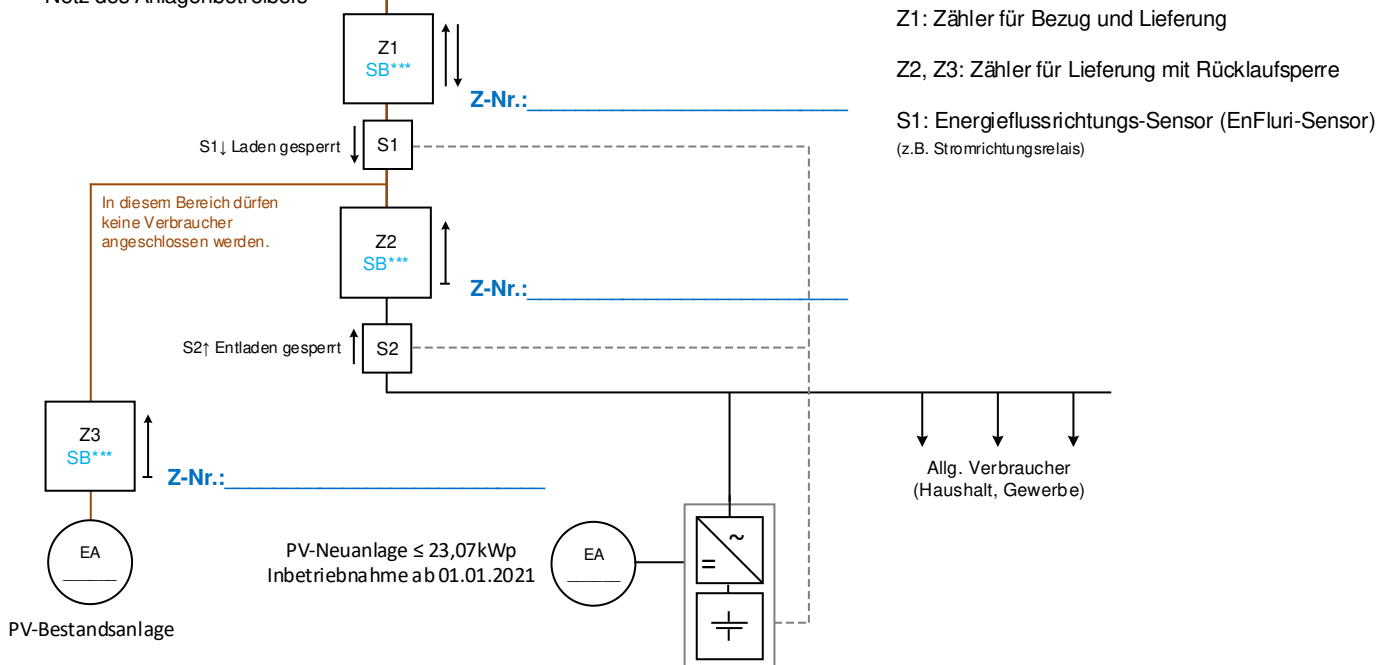 Netz des Anlagenbetreibers
Z1
SB***
Z-Nr.:
Z1: Zähler für Bezug und Lieferung
Z2, Z3: Zähler für Lieferung mit Rücklaufsperre
S1: Energieflussrichtungs-Sensor (EnFluri-Sensor)
(z.B. Stromrichtungsrelais)
S1↓ Laden gesperrt
S1
In diesem Bereich dürfen
keine Verbraucher
angeschlossen werden.
Z2
SB***
Z-Nr.:
S2↑ Entladen gesperrt
S2
Z3
SB***
Z-Nr.:
Allg. Verbraucher
(Haushalt, Gewerbe)
EA
PV-Bestandsanlage
PV-Neuanlage ≤ 23,07kWp
Inbetriebnahme ab 01.01.2021
EA
~
=